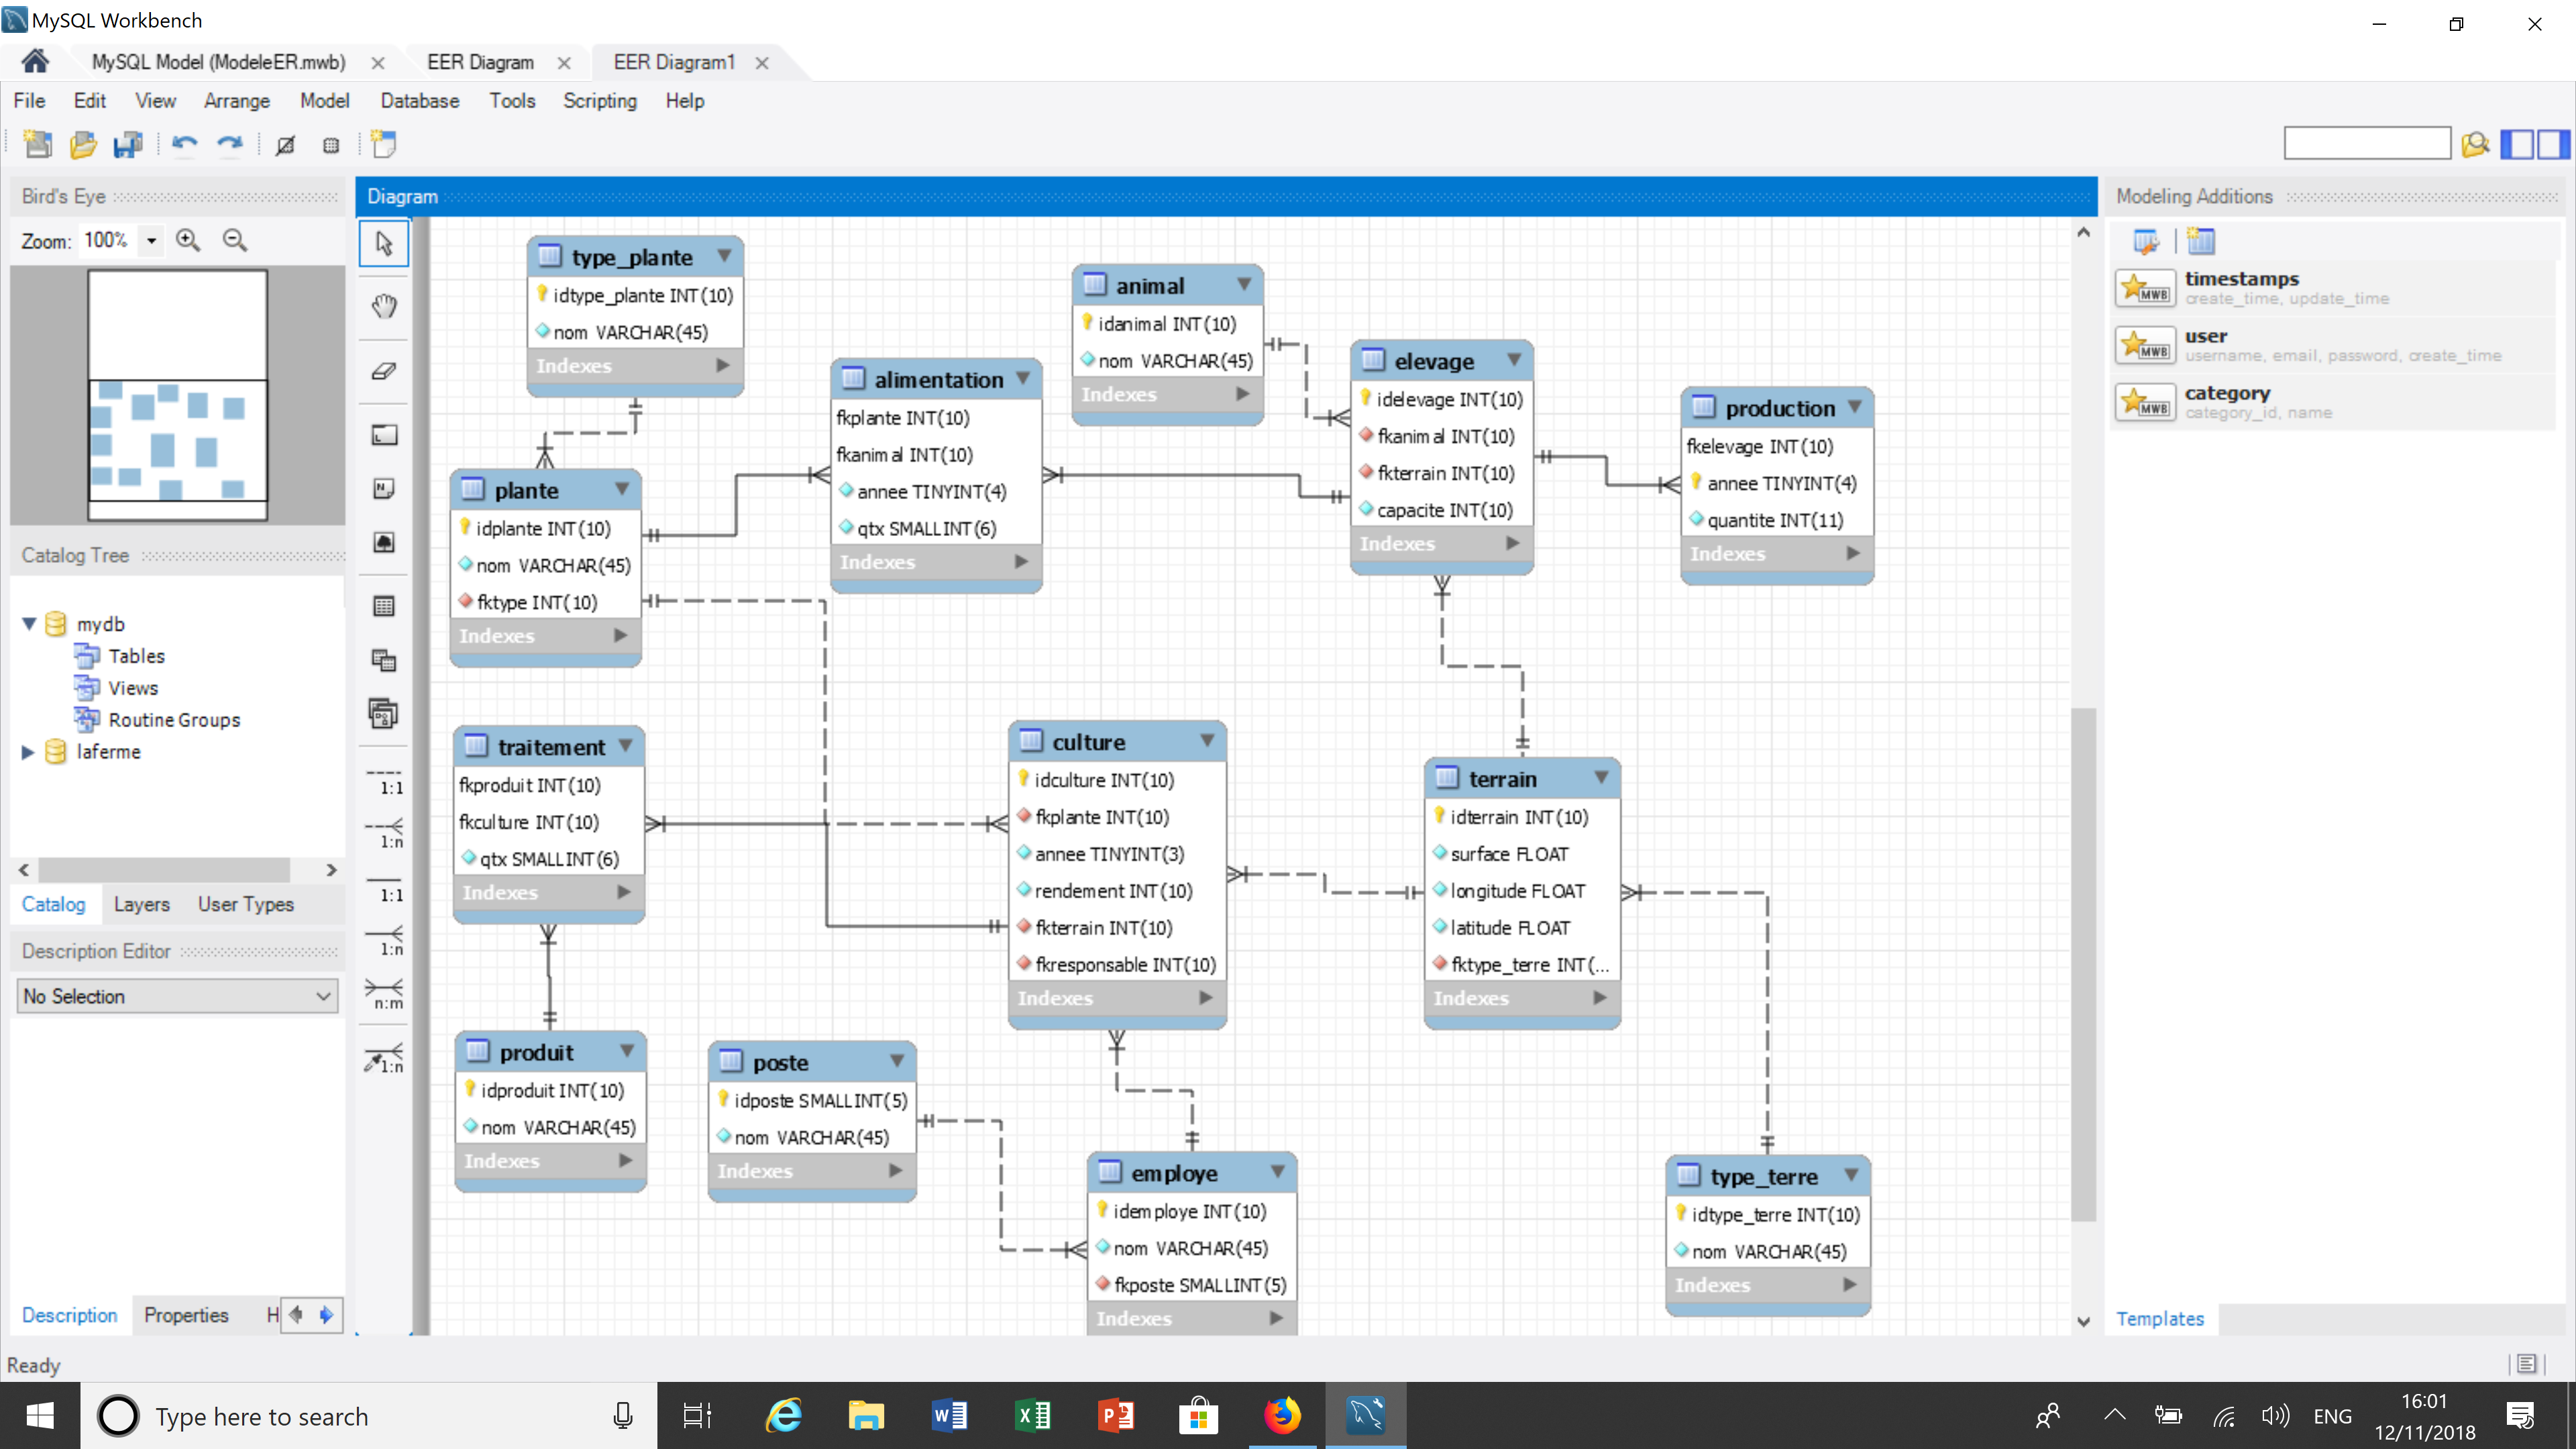 MySQL Workbench
MySQL Model (ModeleER.mwb)
EER Diagram
EER Diagram1
File Edit View Arrange Model Database Tools Scripting Help
Bird's Eye
Zoom: 100%
Catalog Tree
mydb
Tables
Views
Routine Groups
laferme
Catalog Layers User Types
Description Editor
No Selection
Description Properties H
Ready
Diagram
1:1
1:n
1:1
1:n
n:m
1:n
type_plante
idtype_plante INT(10)
nom VARCHAR(45)
Indexes
animal
idanimal INT(10)
nom VARCHAR(45)
Indexes
alimentation
fkplante INT(10)
fkanimal INT(10)
annee TINYINT(4)
qtx SMALLINT(6)
Indexes
elevage
idelevage INT(10)
fkanimal INT(10)
fkterrain INT(10)
capacite INT(10)
Indexes
production
fkelevage INT(10)
annee TINYINT(4)
quantite INT(11)
Indexes
plante
idplante INT(10)
nom VARCHAR(45)
fktype INT(10)
Indexes
traitement
fkproduit INT(10)
fkculture INT(10)
qtx SMALLINT(6)
Indexes
culture
idculture INT(10)
fkplante INT(10)
annee TINYINT(3)
rendement INT(10)
fkterrain INT(10)
fkresponsable INT(10)
Indexes
terrain
idterrain INT(10)
surface FLOAT
longitude FLOAT
latitude FLOAT
fktype_terre INT(...
Indexes
produit
idproduit INT(10)
nom VARCHAR(45)
Indexes
poste
idposte SMALLINT(5)
nom VARCHAR(45)
Indexes
employe
idemploye INT(10)
nom VARCHAR(45)
fkposte SMALLINT(5)
Indexes
type_terre
idtype_terre INT(10)
nom VARCHAR(45)
Indexes
Modeling Additions
MWB
timestamps
create_time, update_time
MWB
user
username, email, password, create_time
MWB
category
category_id, name
Templates
Type here to search
ENG
16:01
12/11/2018